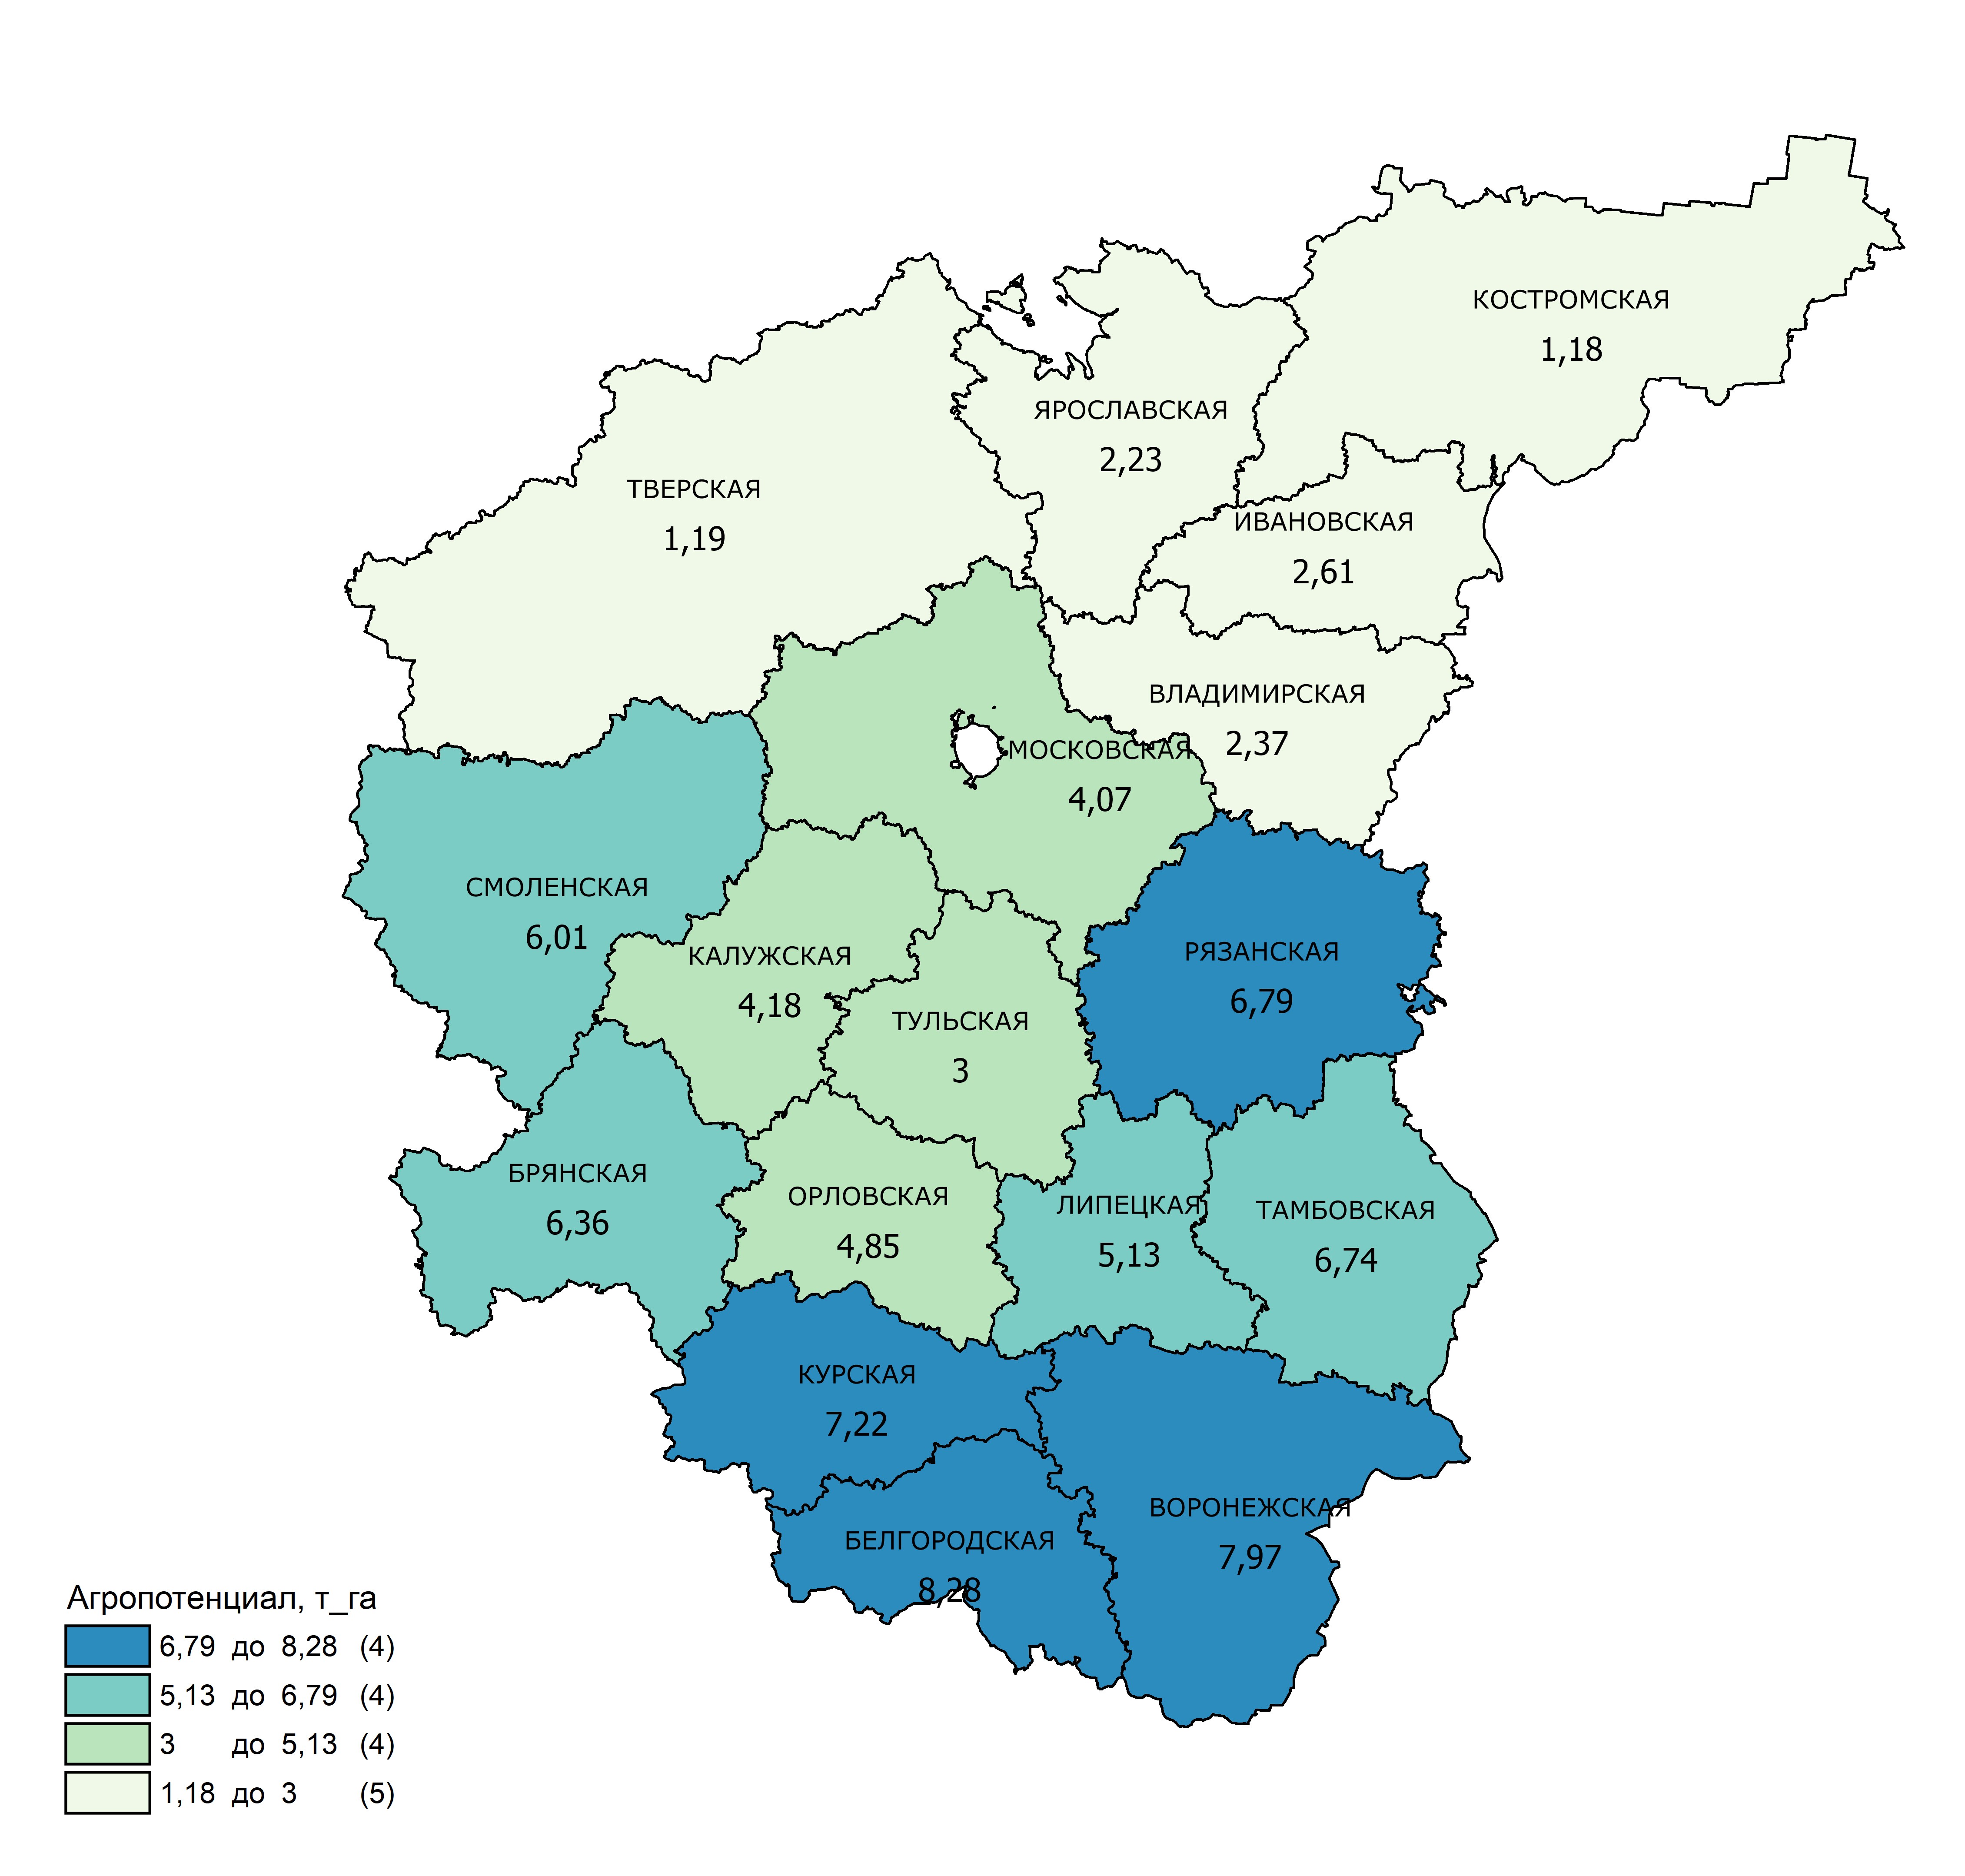 КОСТРОМСКАЯ
1,18
ЯРОСЛАВСКАЯ
2,23
ТВЕРСКАЯ
1,19
ИВАНОВСКАЯ
2,61
ВЛАДИМИРСКАЯ
2,37
МОСКОВСКАЯ
4,07
СМОЛЕНСКАЯ
6,01
КАЛУЖСКАЯ
4,18
РЯЗАНСКАЯ
6,79
ТУЛЬСКАЯ
3
БРЯНСКАЯ
6,36
ОРЛОВСКАЯ
4,85
ЛИПЕЦКАЯ
5,13
ТАМБОВСКАЯ
6,74
КУРСКАЯ
7,22
ВОРОНЕЖСКАЯ
7,97
БЕЛГОРОДСКАЯ
8,28
Агропотенциал, т_га
6,79 до 8,28 (4)
5,13 до 6,79 (4)
3 до 5,13 (4)
1,18 до 3 (5)